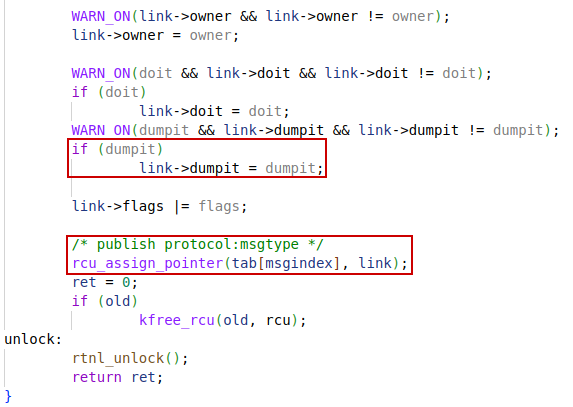 WARN_ON(link->owner && link->owner != owner);
link->owner = owner;
WARN_ON(doit && link->doit && link->doit != doit);
if (doit)
link->doit = doit;
WARN_ON(dumpit && link->dumpit && link->dumpit != dumpit);
if (dumpit)
link->dumpit = dumpit;
link->flags |= flags;
/* publish protocol:msgtype */
rcu_assign_pointer(tab[msgindex], link);
ret = 0;
if (old)
kfree_rcu(old, rcu);
unlock:
rtnl_unlock();
return ret;
}